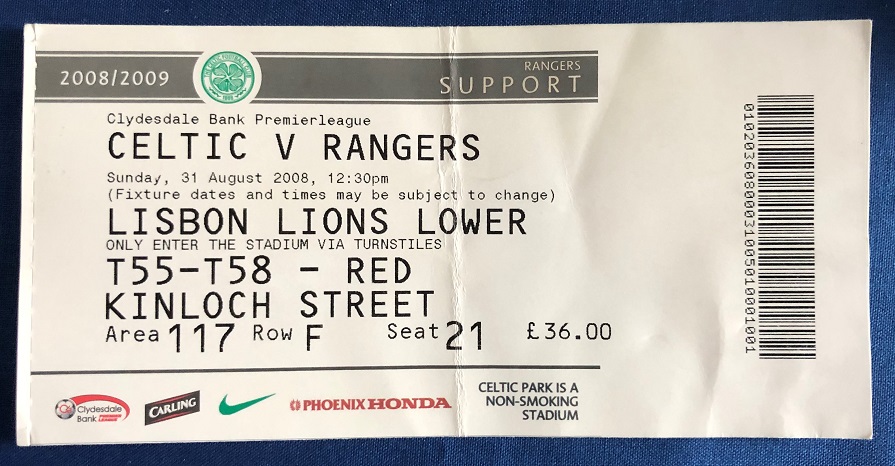 2008/2009
RANGERS
SUPPORT
Clydesdale Bank Premierleague
CELTIC V RANGERS
Sunday, 31 August 2008, 12:30pm
(Fixture dates and times may be subject to change)
LISBON LIONS LOWER
ONLY ENTER THE STADIUM VIA TURNSTILES
T55-T58 - RED
KINLOCH STREET
Area 117 Row F Seat 21 £36.00
Clydesdale
Bank
CARLING
PHOENIX HONDA
CELTIC PARK IS A
NON-SMOKING
STADIUM